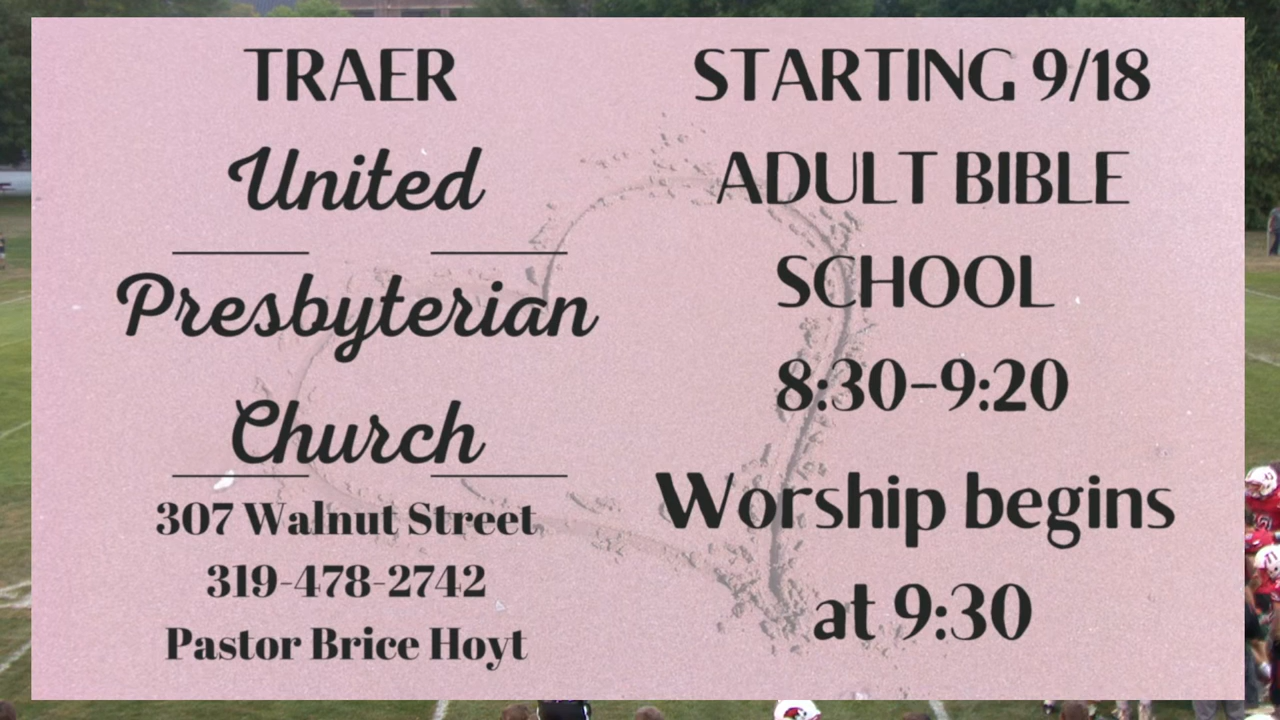 TRAER
United
Presbyterian
Church
307 Walnut Street
319-478-2742
Pastor Brice Hoyt
STARTING 9/18
ADULT BIBLE
SCHOOL
8:30-9:20
Worship begins
at 9:30